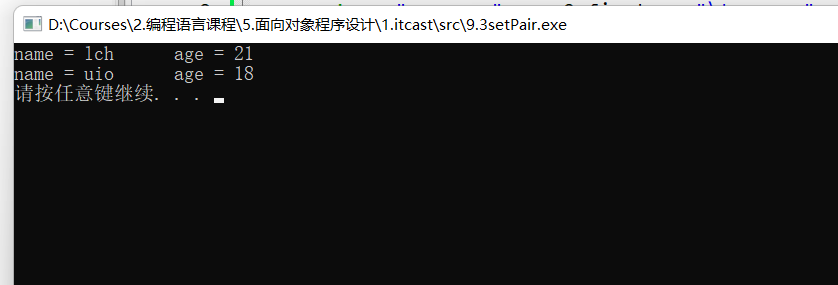 D:\Courses\2.编程语言课程\5.面向对象程序设计\1.itcast\src\9.3setPair.exe
name = lch      age = 21
name = uio      age = 18
请按任意键继续. . .